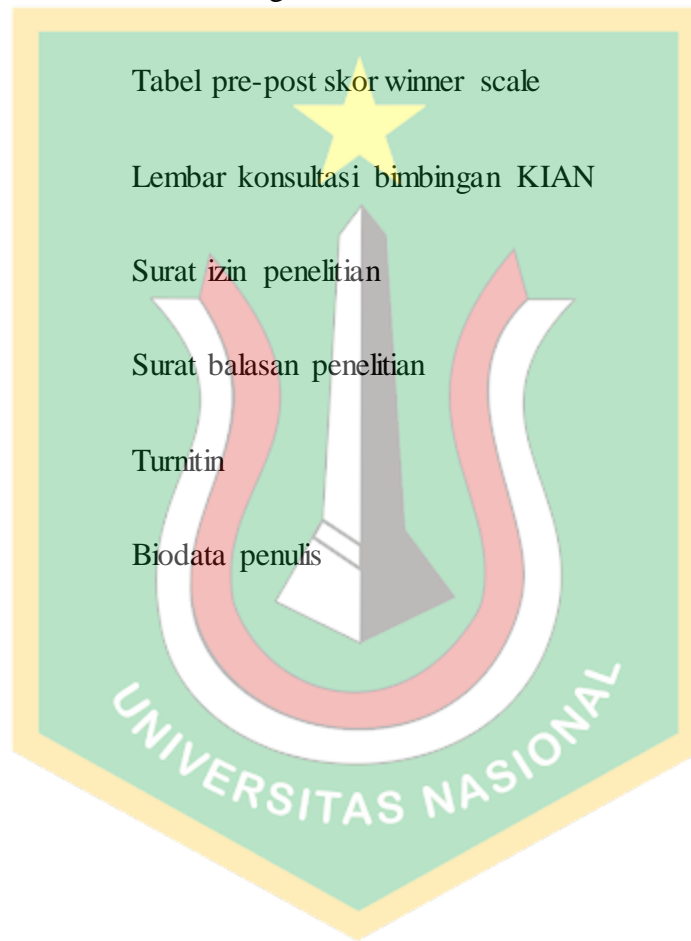 Tabel pre-post skor winner scale
Lembar konsultasi bimbingan KIAN
Surat izin penelitian
Surat balasan penelitian
Turnitin
Biodata penulis
UNIVERSITAS NASIONAL